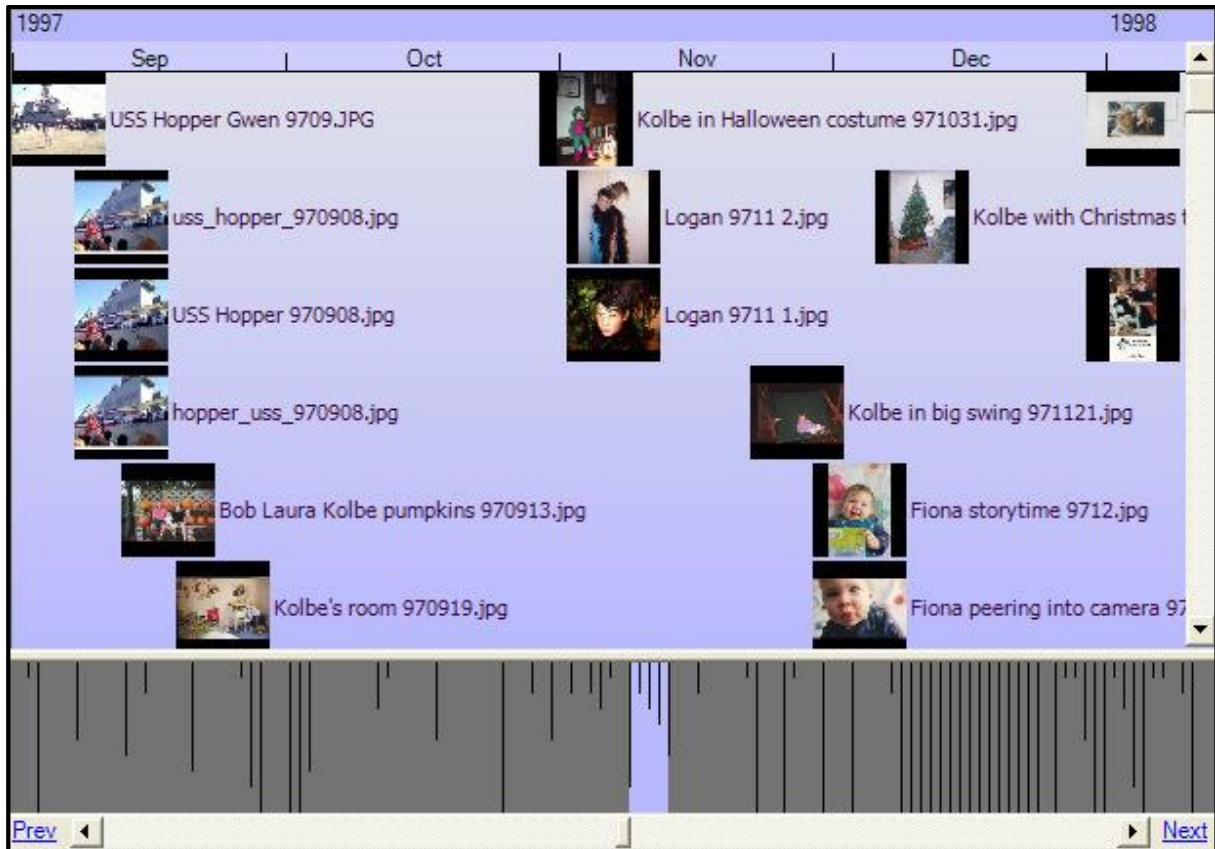 1997 1998
Sep Oct Nov Dec
USS Hopper Gwen 9709.JPG Kolbe in Halloween costume 971031.jpg
uss_hopper_970908.jpg Logan 9711 2.jpg Kolbe with Christmas
USS Hopper 970908.jpg Logan 9711 1.jpg
hopper_uss_970908.jpg Kolbe in big swing 971121.jpg
Bob Laura Kolbe pumpkins 970913.jpg Fiona storytime 9712.jpg
Kolbe's room 970919.jpg Fiona peering into camera 97
Prev Next